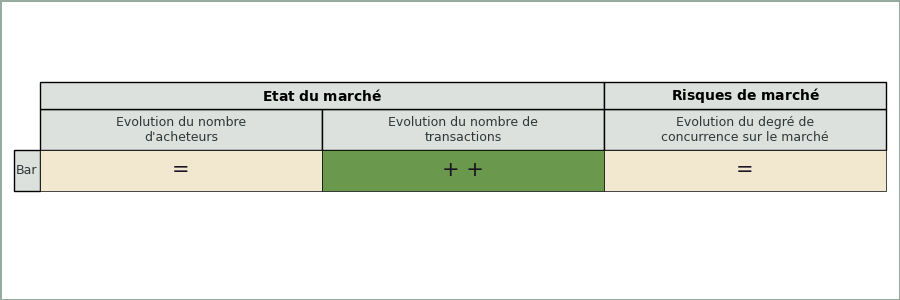 Etat du marché
Risques de marché
Evolution du nombre
d'acheteurs
Evolution du nombre de
transactions
Evolution du degré de
concurrence sur le marché
Bar
=
+ +
=